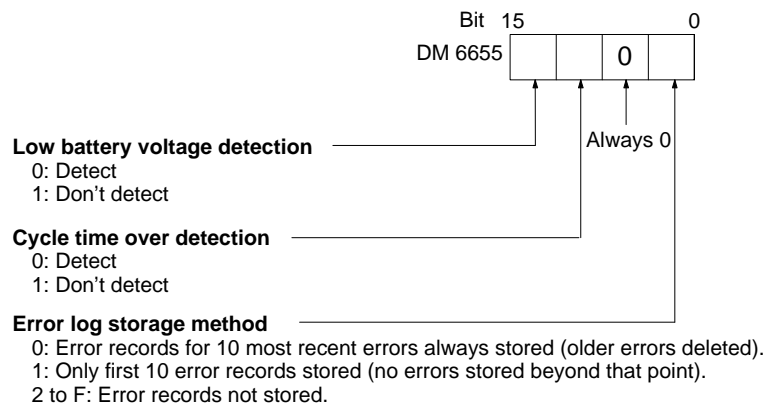 Bit 15 0
DM 6655 0
Always 0
Low battery voltage detection
0: Detect
1: Don't detect
Cycle time over detection
0: Detect
1: Don't detect
Error log storage method
0: Error records for 10 most recent errors always stored (older errors deleted).
1: Only first 10 error records stored (no errors stored beyond that point).
2 to F: Error records not stored.